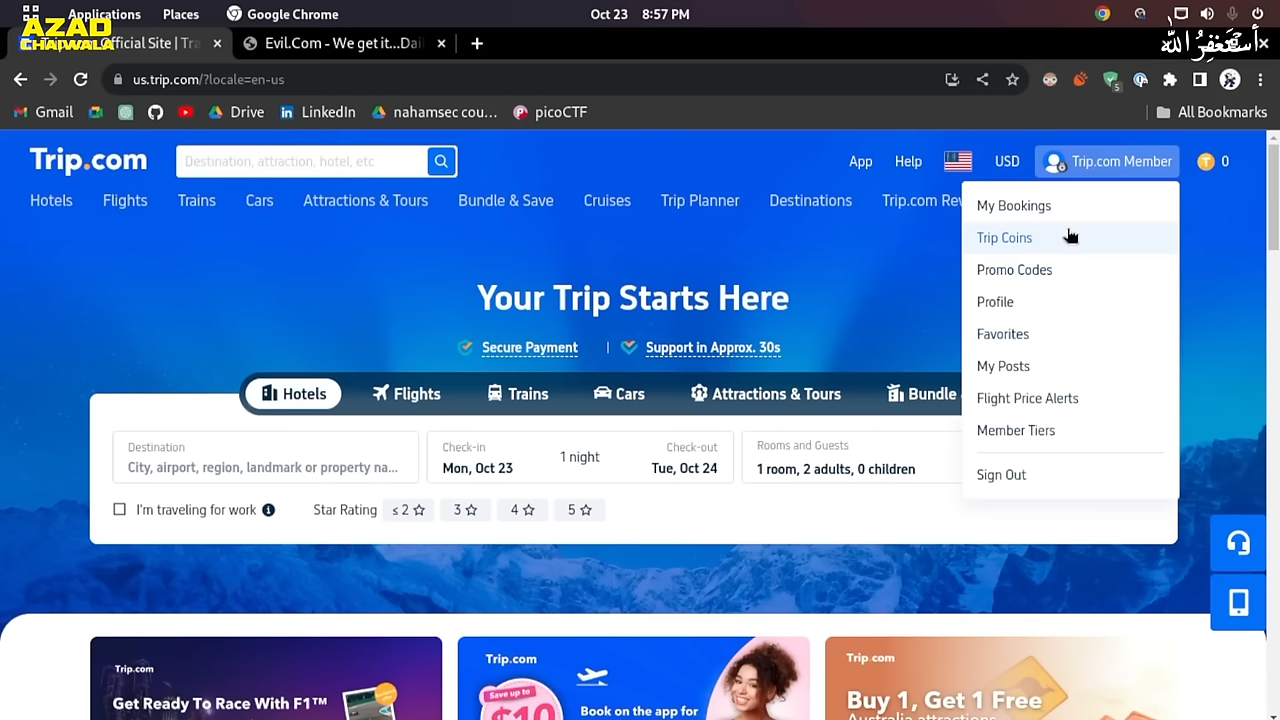 Applications Places Google Chrome Oct 23 8:57 PM
AZAD
CHAIWALA
أستغفر الله
Official Site | Tra
Evil.Com - We get it...Dai
us.trip.com/?locale=en-us
5
Gmail Drive LinkedIn nahamsec cou... picoCTF All Bookmarks
Trip.com
Destination, attraction, hotel, etc
App Help USD Trip.com Member T 0
Hotels Flights Trains Cars Attractions & Tours Bundle & Save Cruises Trip Planner Destinations Trip.com Rew
My Bookings
Trip Coins
Promo Codes
Profile
Favorites
My Posts
Flight Price Alerts
Member Tiers
Sign Out
Your Trip Starts Here
Secure Payment | Support in Approx. 30s
Hotels Flights Trains Cars Attractions & Tours Bundle
Destination
City, airport, region, landmark or property na...
Check-in
Mon, Oct 23
1 night
Check-out
Tue, Oct 24
Rooms and Guests
1 room, 2 adults, 0 children
I'm traveling for work
Star Rating ≤ 2 3 4 5
Trip.com
Get Ready To Race With F1™
Trip.com
Save up to
$10
Book on the app for
Trip.com
Buy 1, Get 1 Free
Australia attractions